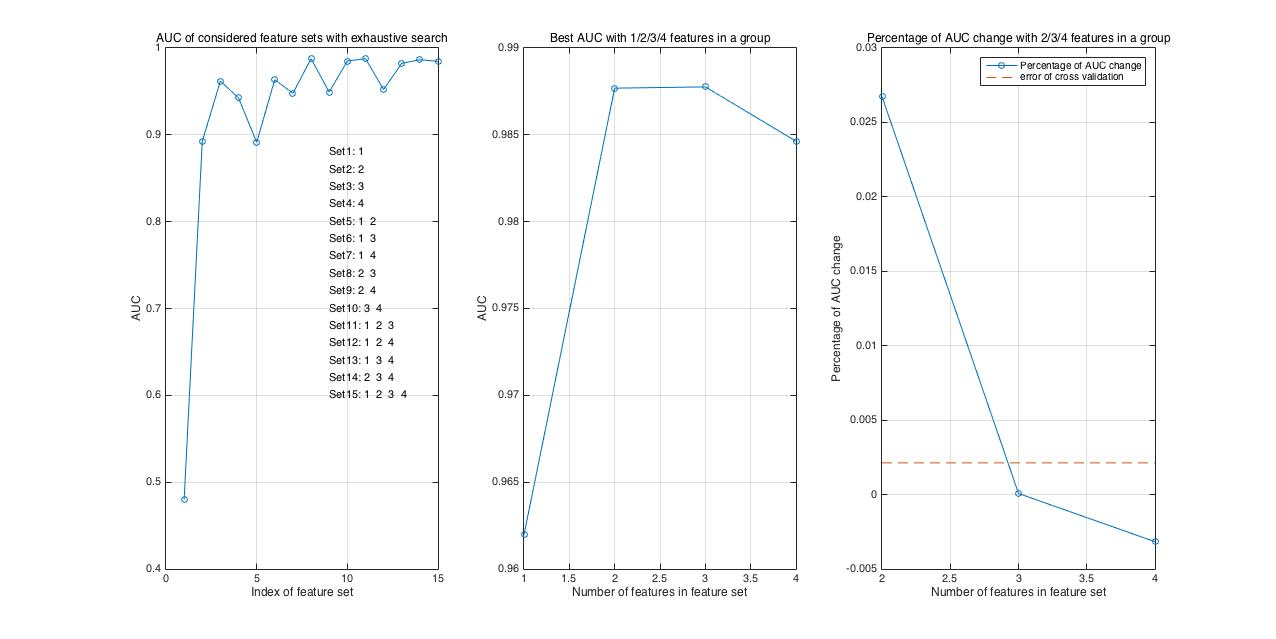 AUC of considered feature sets with exhaustive search
1
0.9
0.8
0.7
0.6
0.5
0.4
AUC
Set1: 1
Set2: 2
Set3: 3
Set4: 4
Set5: 1 2
Set6: 1 3
Set7: 1 4
Set8: 2 3
Set9: 2 4
Set10: 3 4
Set11: 1 2 3
Set12: 1 2 4
Set13: 1 3 4
Set14: 2 3 4
Set15: 1 2 3 4
0 5 10 15
Index of feature set
Best AUC with 1/2/3/4 features in a group
0.99
0.985
0.98
0.975
0.97
0.965
0.96
AUC
1 1.5 2 2.5 3 3.5 4
Number of features in feature set
Percentage of AUC change with 2/3/4 features in a group
Percentage of AUC change
error of cross validation
0.03
0.025
0.02
0.015
0.01
0.005
0
-0.005
Percentage of AUC change
2 2.5 3 3.5 4
Number of features in feature set